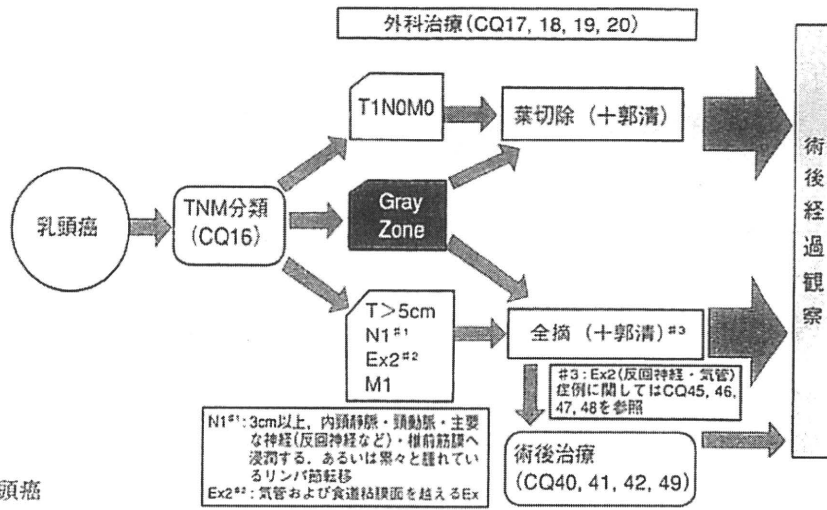 外科治療(CQ17, 18, 19, 20)
T1N0M0
葉切除(十郭清)
乳頭癌
TNM分類
(CQ16)
Gray
Zone
T>5cm
N1#1
Ex2#2
M1
全摘(十郭清)#3
#3:Ex2(反回神経・気管)
症例に関してはCQ45, 46,
47, 48を参照
N1#1:3cm以上,内頸静脈・頸動脈・主要
な神経(反回神経など)・椎前筋膜へ
浸潤する,あるいは累々と腫れてい
るリンパ節転移
Ex2#2:気管および食道粘膜面を越えるEx
術後治療
(CQ40, 41, 42, 49)
術後経過観察
頭癌